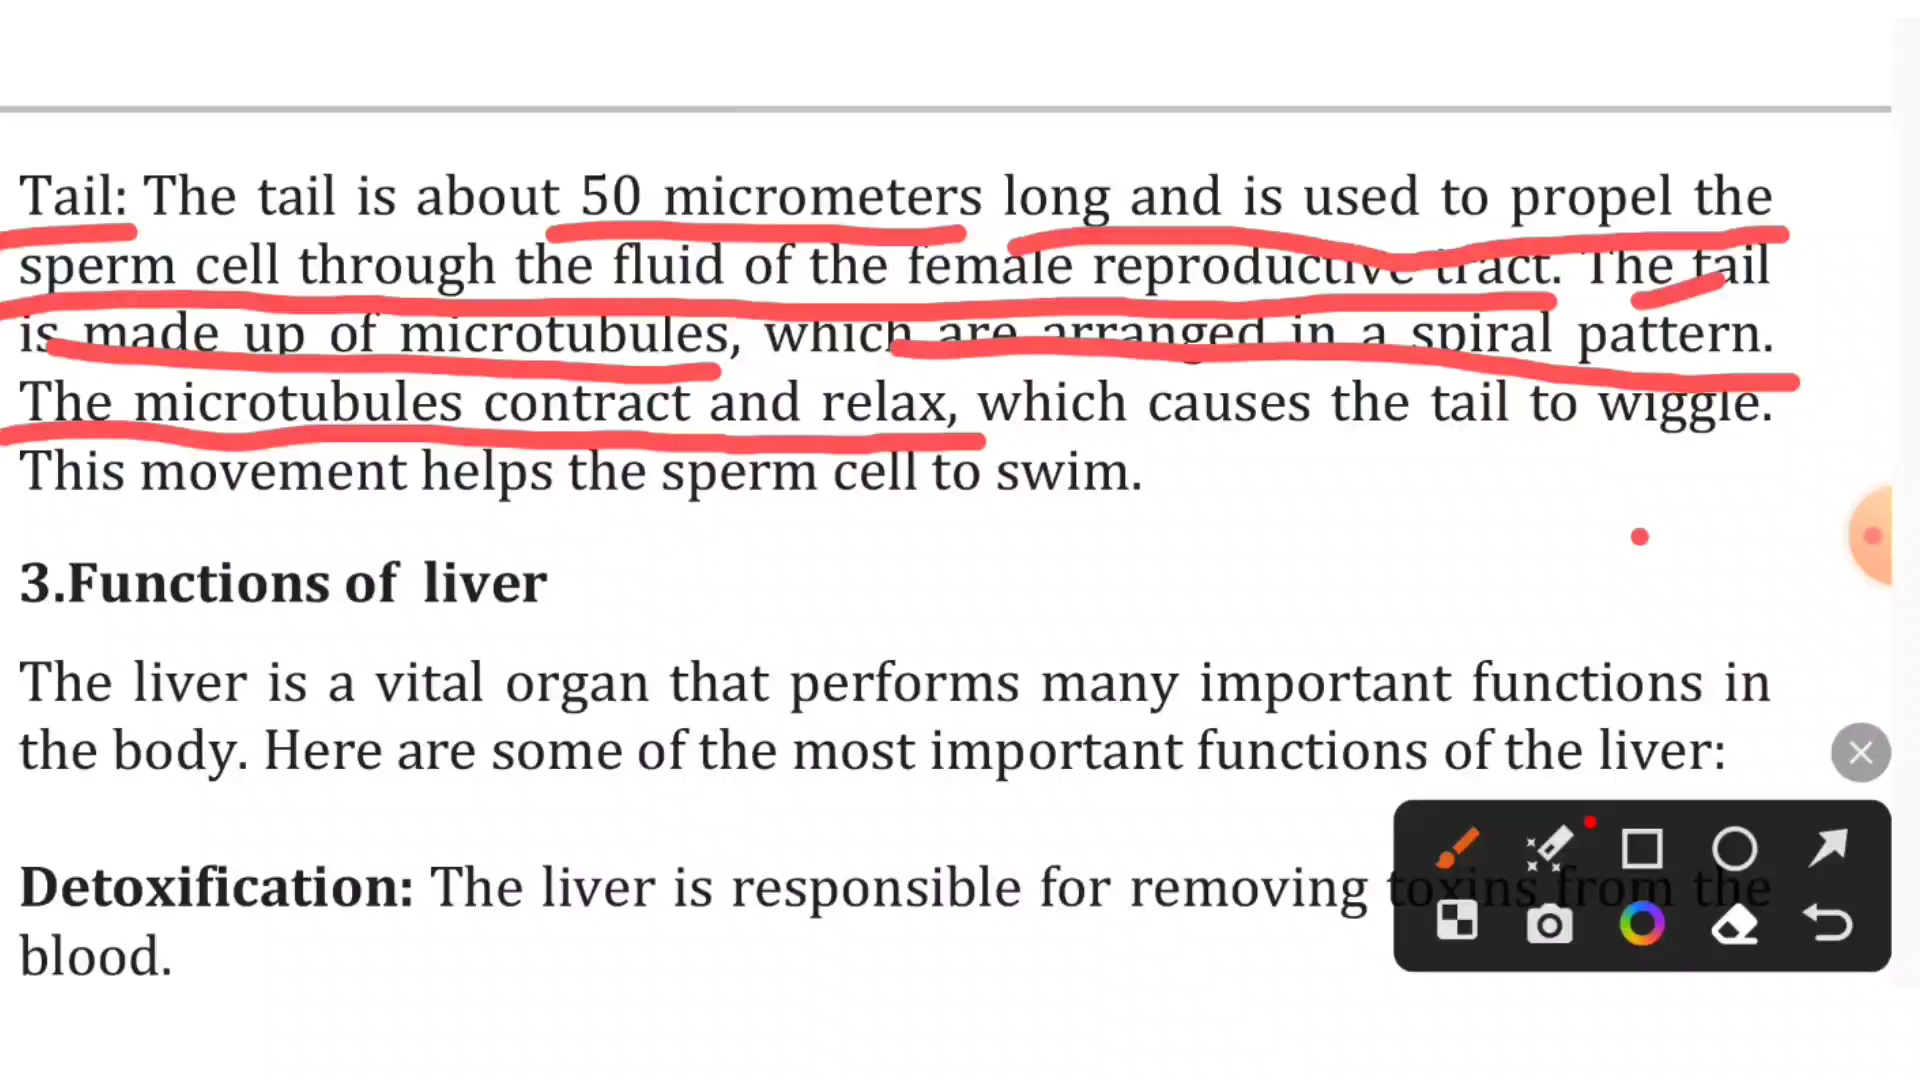 Tail: The tail is about 50 micrometers long and is used to propel the
sperm cell through the fluid of the female reproductive tract. The tail
is made up of microtubules, which are arranged in a spiral pattern.
The microtubules contract and relax, which causes the tail to wiggle.
This movement helps the sperm cell to swim.
3.Functions of liver
The liver is a vital organ that performs many important functions in
the body. Here are some of the most important functions of the liver:
Detoxification: The liver is responsible for removing toxins from the
blood.